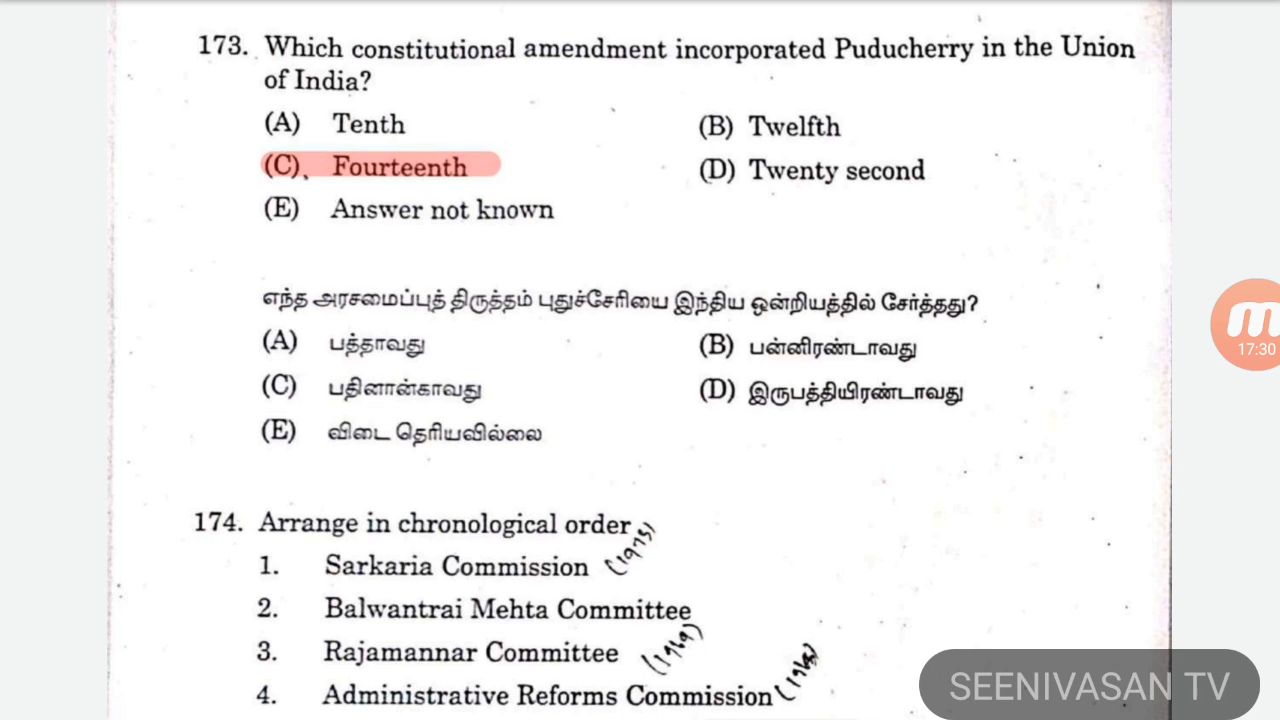 173. Which constitutional amendment incorporated Puducherry in the Union
of India?
(A) Tenth
(B) Twelfth
(C) Fourteenth
(D) Twenty second
(E) Answer not known
எந்த அரசமைப்புத் திருத்தம் புதுச்சேரியை இந்திய ஒன்றியத்தில் சேர்த்தது?
(A) பத்தாவது
(B) பன்னிரண்டாவது
(C) பதினான்காவது
(D) இருபத்தியிரண்டாவது
(E) விடை தெரியவில்லை
17:30
174. Arrange in chronological order
1. Sarkaria Commission (1975)
2. Balwantrai Mehta Committee
3. Rajamannar Committee (1969)
4. Administrative Reforms Commission
SEENIVASAN TV